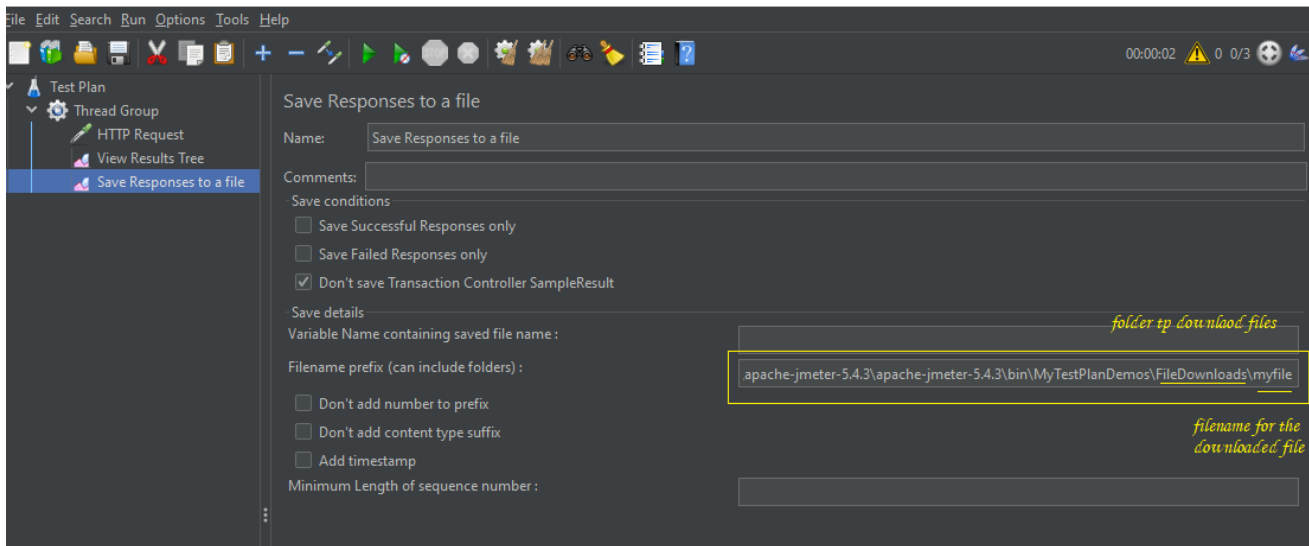 File Edit Search Run Options Tools Help
STOP
00:00:02 0 0/3
Test Plan
Thread Group
HTTP Request
View Results Tree
Save Responses to a file
Save Responses to a file
Name: Save Responses to a file
Comments:
Save conditions
Save Successful Responses only
Save Failed Responses only
Don't save Transaction Controller SampleResult
Save details
folder tp downlaod files
Variable Name containing saved file name :
Filename prefix (can include folders) : apache-jmeter-5.4.3\apache-jmeter-5.4.3\bin\MyTestPlanDemos\FileDownloads\myfile
Don't add number to prefix
Don't add content type suffix
filename for the
downloaded file
Add timestamp
Minimum Length of sequence number :